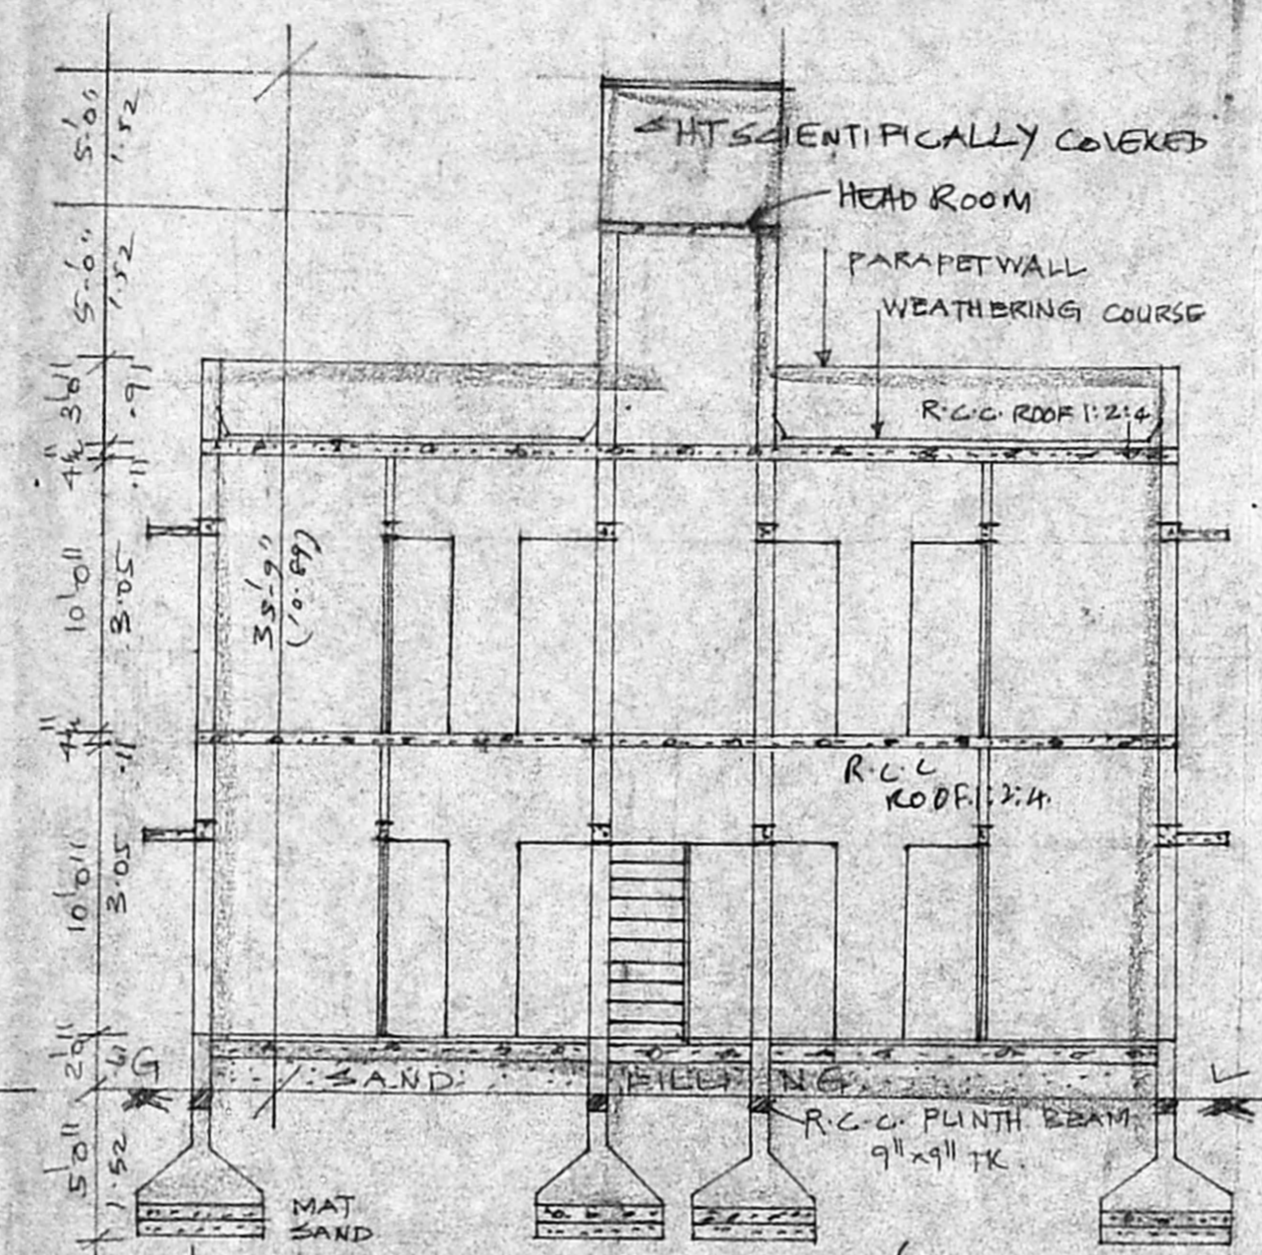 5'-0"
1.52
5'-0"
1.52
3'0"
.91
4½"
.11
10'0"
3.05
4½"
.11
10'0"
3.05
2'9"
5'0"
1.52
35'-9"
(10.89)
SCIENTIFICALLY COVERED
HEAD ROOM
PARAPET WALL
WEATHERING COURSE
R.C.C. ROOF 1:2:4
R.C.C
ROOF. 1:2:4.
G
L
SAND FILLING
R.C.C. PLINTH BEAM
9"x9" TK.
MAT
SAND